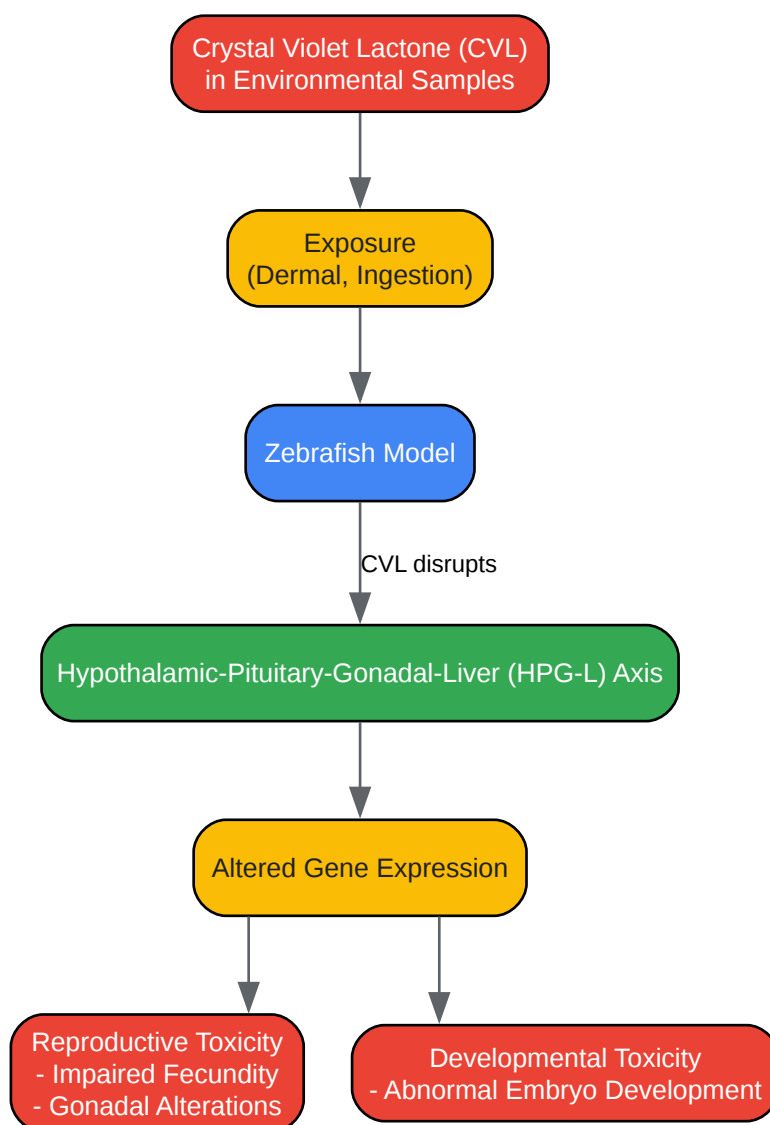 Crystal Violet Lactone (CVL)
in Environmental Samples
Exposure
(Dermal, Ingestion)
Zebrafish Model
CVL disrupts
Hypothalamic-Pituitary-Gonadal-Liver (HPG-L) Axis
Altered Gene Expression
Reproductive Toxicity
- Impaired Fecundity
- Gonadal Alterations
Developmental Toxicity
- Abnormal Embryo Development